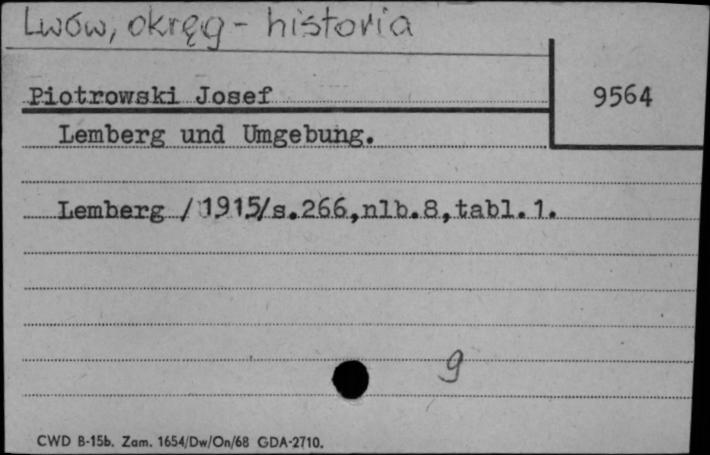 Lwów, okręg - historia
Piotrowski Josef
9564
Lemberg und Umgebung.
Lemberg /1915/s.266,nlb.8,tabl.1.
9
CWD B-15b. Zam. 1654/Dw/On/68 GDA-2710.